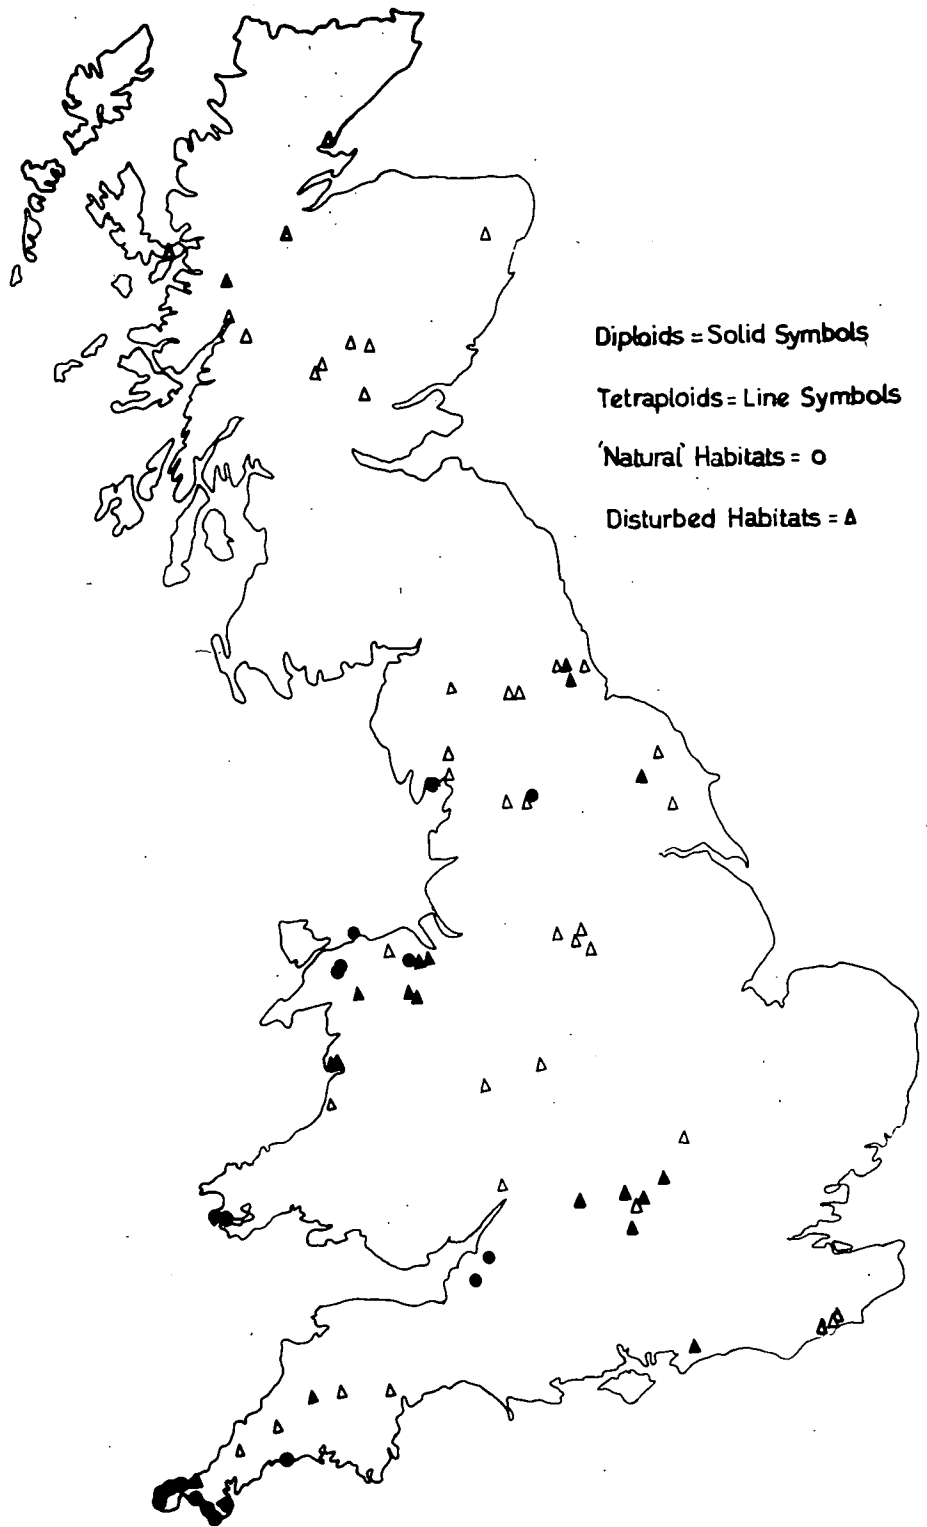 Diploids = Solid Symbols
Tetraploids = Line Symbols
'Natural' Habitats = o
Disturbed Habitats = Δ